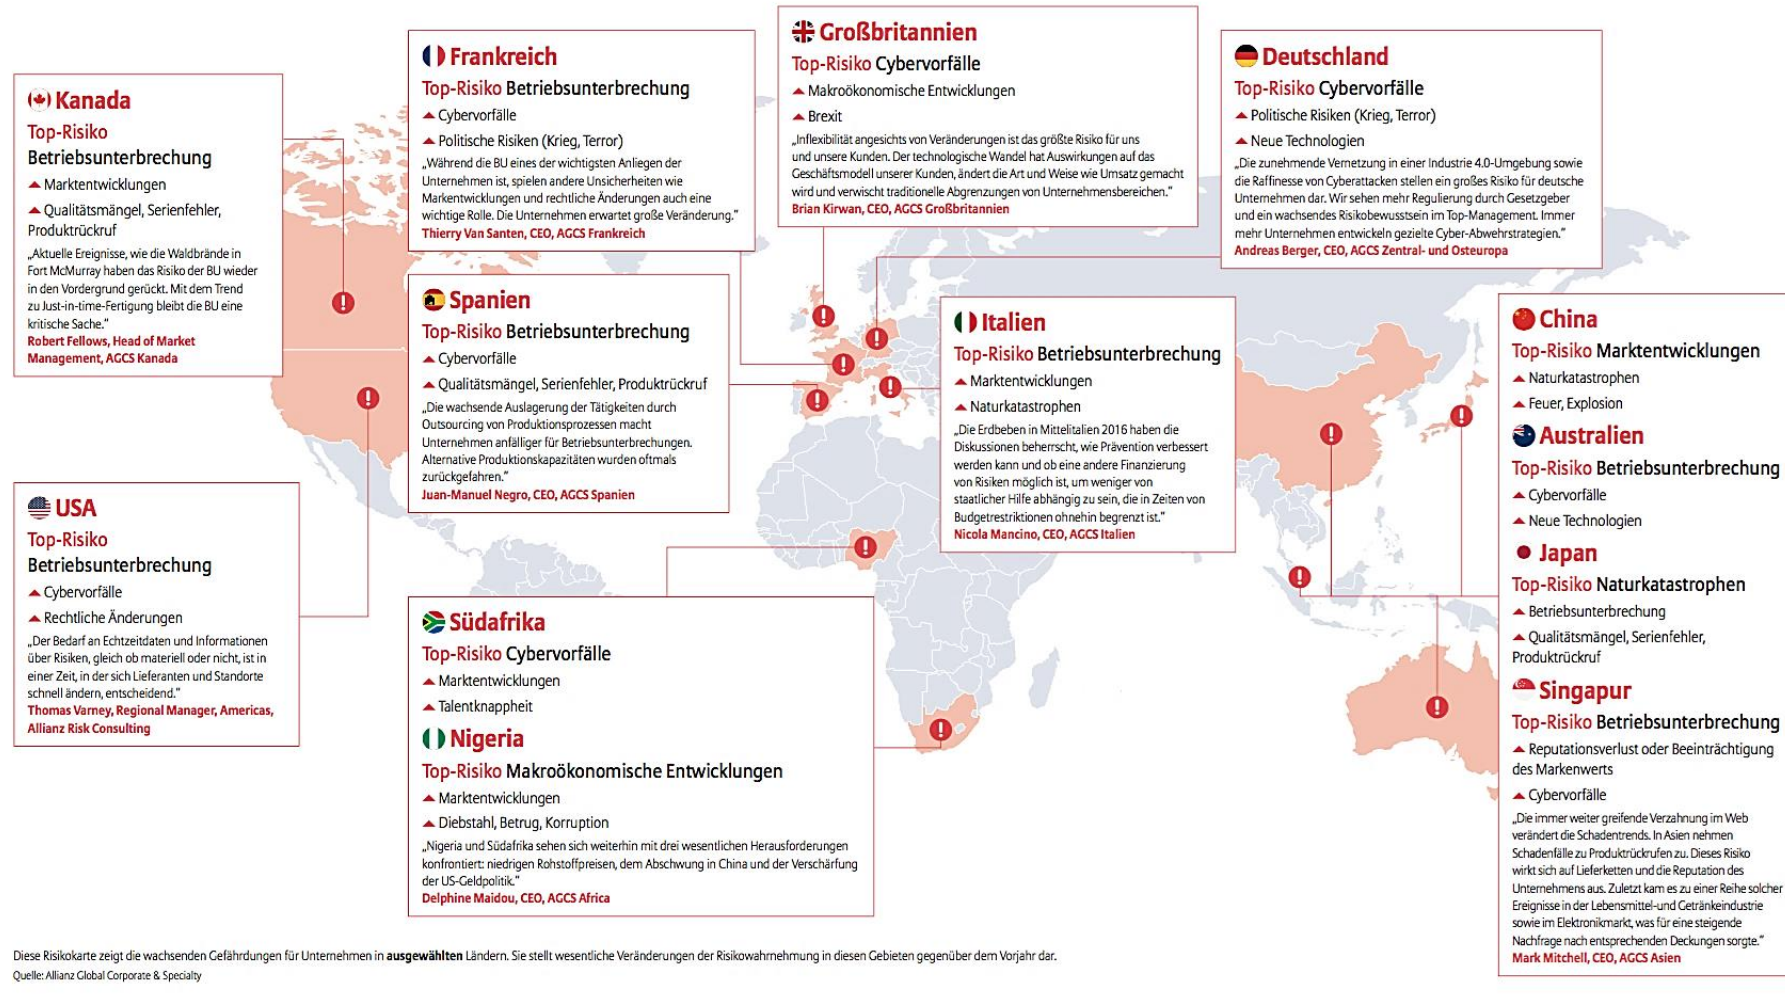 Kanada
Top-Risiko
Betriebsunterbrechung
Marktentwicklungen
Qualitätsmängel, Serienfehler,
Produktrückruf
„Aktuelle Ereignisse, wie die Waldbrände in
Fort McMurray haben das Risiko der BU wieder
in den Vordergrund gerückt. Mit dem Trend
zu Just-in-time-Fertigung bleibt die BU eine
kritische Sache.“
Robert Fellows, Head of Market
Management, AGCS Kanada
USA
Top-Risiko
Betriebsunterbrechung
Cybervorfälle
Rechtliche Änderungen
„Der Bedarf an Echtzeitdaten und Informationen
über Risiken, gleich ob materiell oder nicht, ist in
einer Zeit, in der sich Lieferanten und Standorte
schnell ändern, entscheidend.“
Thomas Varney, Regional Manager, Americas,
Allianz Risk Consulting
Frankreich
Top-Risiko Betriebsunterbrechung
Cybervorfälle
Politische Risiken (Krieg, Terror)
„Während die BU eines der wichtigsten Anliegen der
Unternehmen ist, spielen andere Unsicherheiten wie
Markentwicklungen und rechtliche Änderungen auch eine
wichtige Rolle. Die Unternehmen erwartet große Veränderung.“
Thierry Van Santen, CEO, AGCS Frankreich
Spanien
Top-Risiko Betriebsunterbrechung
Cybervorfälle
Qualitätsmängel, Serienfehler, Produktrückruf
„Die wachsende Auslagerung der Tätigkeiten durch
Outsourcing von Produktionsprozessen macht
Unternehmen anfälliger für Betriebsunterbrechungen.
Alternative Produktionskapazitäten wurden oftmals
zurückgefahren.“
Juan-Manuel Negro, CEO, AGCS Spanien
Südafrika
Top-Risiko Cybervorfälle
Marktentwicklungen
Talentknappheit
Nigeria
Top-Risiko Makroökonomische Entwicklungen
Marktentwicklungen
Diebstahl, Betrug, Korruption
„Nigeria und Südafrika sehen sich weiterhin mit drei wesentlichen Herausforderungen
konfrontiert: niedrigen Rohstoffpreisen, dem Abschwung in China und der Verschärfung
der US-Geldpolitik.“
Delphine Maidou, CEO, AGCS Africa
Großbritannien
Top-Risiko Cybervorfälle
Makroökonomische Entwicklungen
Brexit
„Inflexibilität angesichts von Veränderungen ist das größte Risiko für uns
und unsere Kunden. Der technologische Wandel hat Auswirkungen auf das
Geschäftsmodell unserer Kunden, ändert die Art und Weise wie Umsatz gemacht
wird und verwischt traditionelle Abgrenzungen von Unternehmensbereichen.“
Brian Kirwan, CEO, AGCS Großbritannien
Italien
Top-Risiko Betriebsunterbrechung
Marktentwicklungen
Naturkatastrophen
„Die Erdbeben in Mittelitalien 2016 haben die
Diskussionen beherrscht, wie Prävention verbessert
werden kann und ob eine andere Finanzierung
von Risiken möglich ist, um weniger von
staatlicher Hilfe abhängig zu sein, die in Zeiten von
Budgetrestriktionen ohnehin begrenzt ist.“
Nicola Mancino, CEO, AGCS Italien
Deutschland
Top-Risiko Cybervorfälle
Politische Risiken (Krieg, Terror)
Neue Technologien
„Die zunehmende Vernetzung in einer Industrie 4.0-Umgebung sowie
die Raffinesse von Cyberattacken stellen ein großes Risiko für deutsche
Unternehmen dar. Wir sehen mehr Regulierung durch Gesetzgeber
und ein wachsendes Risikobewusstsein im Top-Management. Immer
mehr Unternehmen entwickeln gezielte Cyber-Abwehrstrategien.“
Andreas Berger, CEO, AGCS Zentral- und Osteuropa
China
Top-Risiko Marktentwicklungen
Naturkatastrophen
Feuer, Explosion
Australien
Top-Risiko Betriebsunterbrechung
Cybervorfälle
Neue Technologien
Japan
Top-Risiko Naturkatastrophen
Betriebsunterbrechung
Qualitätsmängel, Serienfehler,
Produktrückruf
Singapur
Top-Risiko Betriebsunterbrechung
Reputationsverlust oder Beeinträchtigung
des Markenwerts
Cybervorfälle
„Die immer weiter greifende Verzahnung im Web
verändert die Schadentrends. In Asien nehmen
Schadenfälle zu Produktrückrufen zu. Dieses Risiko
wirkt sich auf Lieferketten und die Reputation des
Unternehmens aus. Zuletzt kam es zu einer Reihe solcher
Ereignisse in der Lebensmittel-und Getränkeindustrie
sowie im Elektronikmarkt, was für eine steigende
Nachfrage nach entsprechenden Deckungen sorgte.“
Mark Mitchell, CEO, AGCS Asien
Diese Risikokarte zeigt die wachsenden Gefährdungen für Unternehmen in ausgewählten Ländern. Sie stellt wesentliche Veränderungen der Risikowahrnehmung in diesen Gebieten gegenüber dem Vorjahr dar.
Quelle: Allianz Global Corporate & Specialty